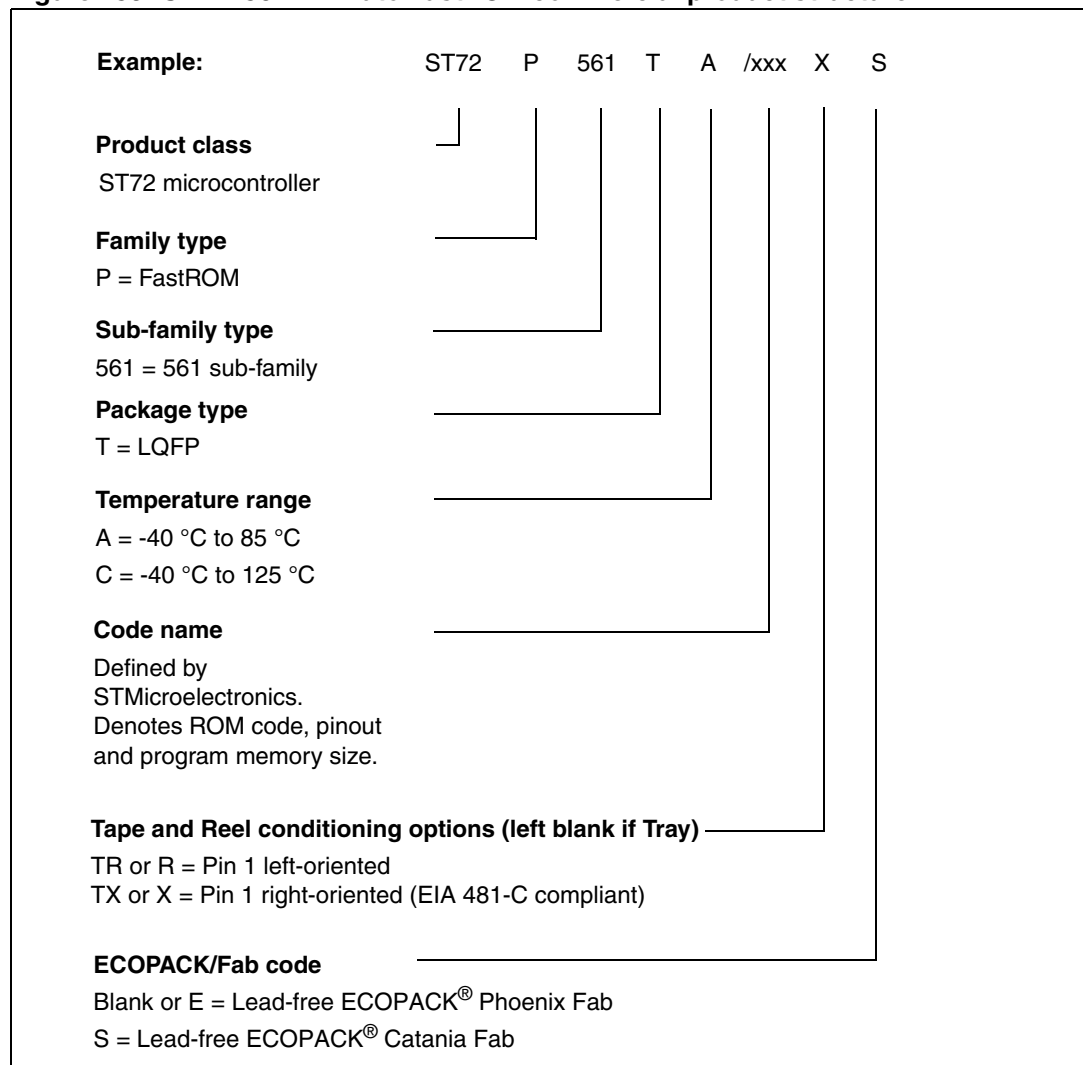 Example: ST72 P 561 T A /xxx X S
Product class
ST72 microcontroller
Family type
P = FastROM
Sub-family type
561 = 561 sub-family
Package type
T = LQFP
Temperature range
A = -40 °C to 85 °C
C = -40 °C to 125 °C
Code name
Defined by
STMicroelectronics.
Denotes ROM code, pinout
and program memory size.
Tape and Reel conditioning options (left blank if Tray)
TR or R = Pin 1 left-oriented
TX or X = Pin 1 right-oriented (EIA 481-C compliant)
ECOPACK/Fab code
Blank or E = Lead-free ECOPACK® Phoenix Fab
S = Lead-free ECOPACK® Catania Fab